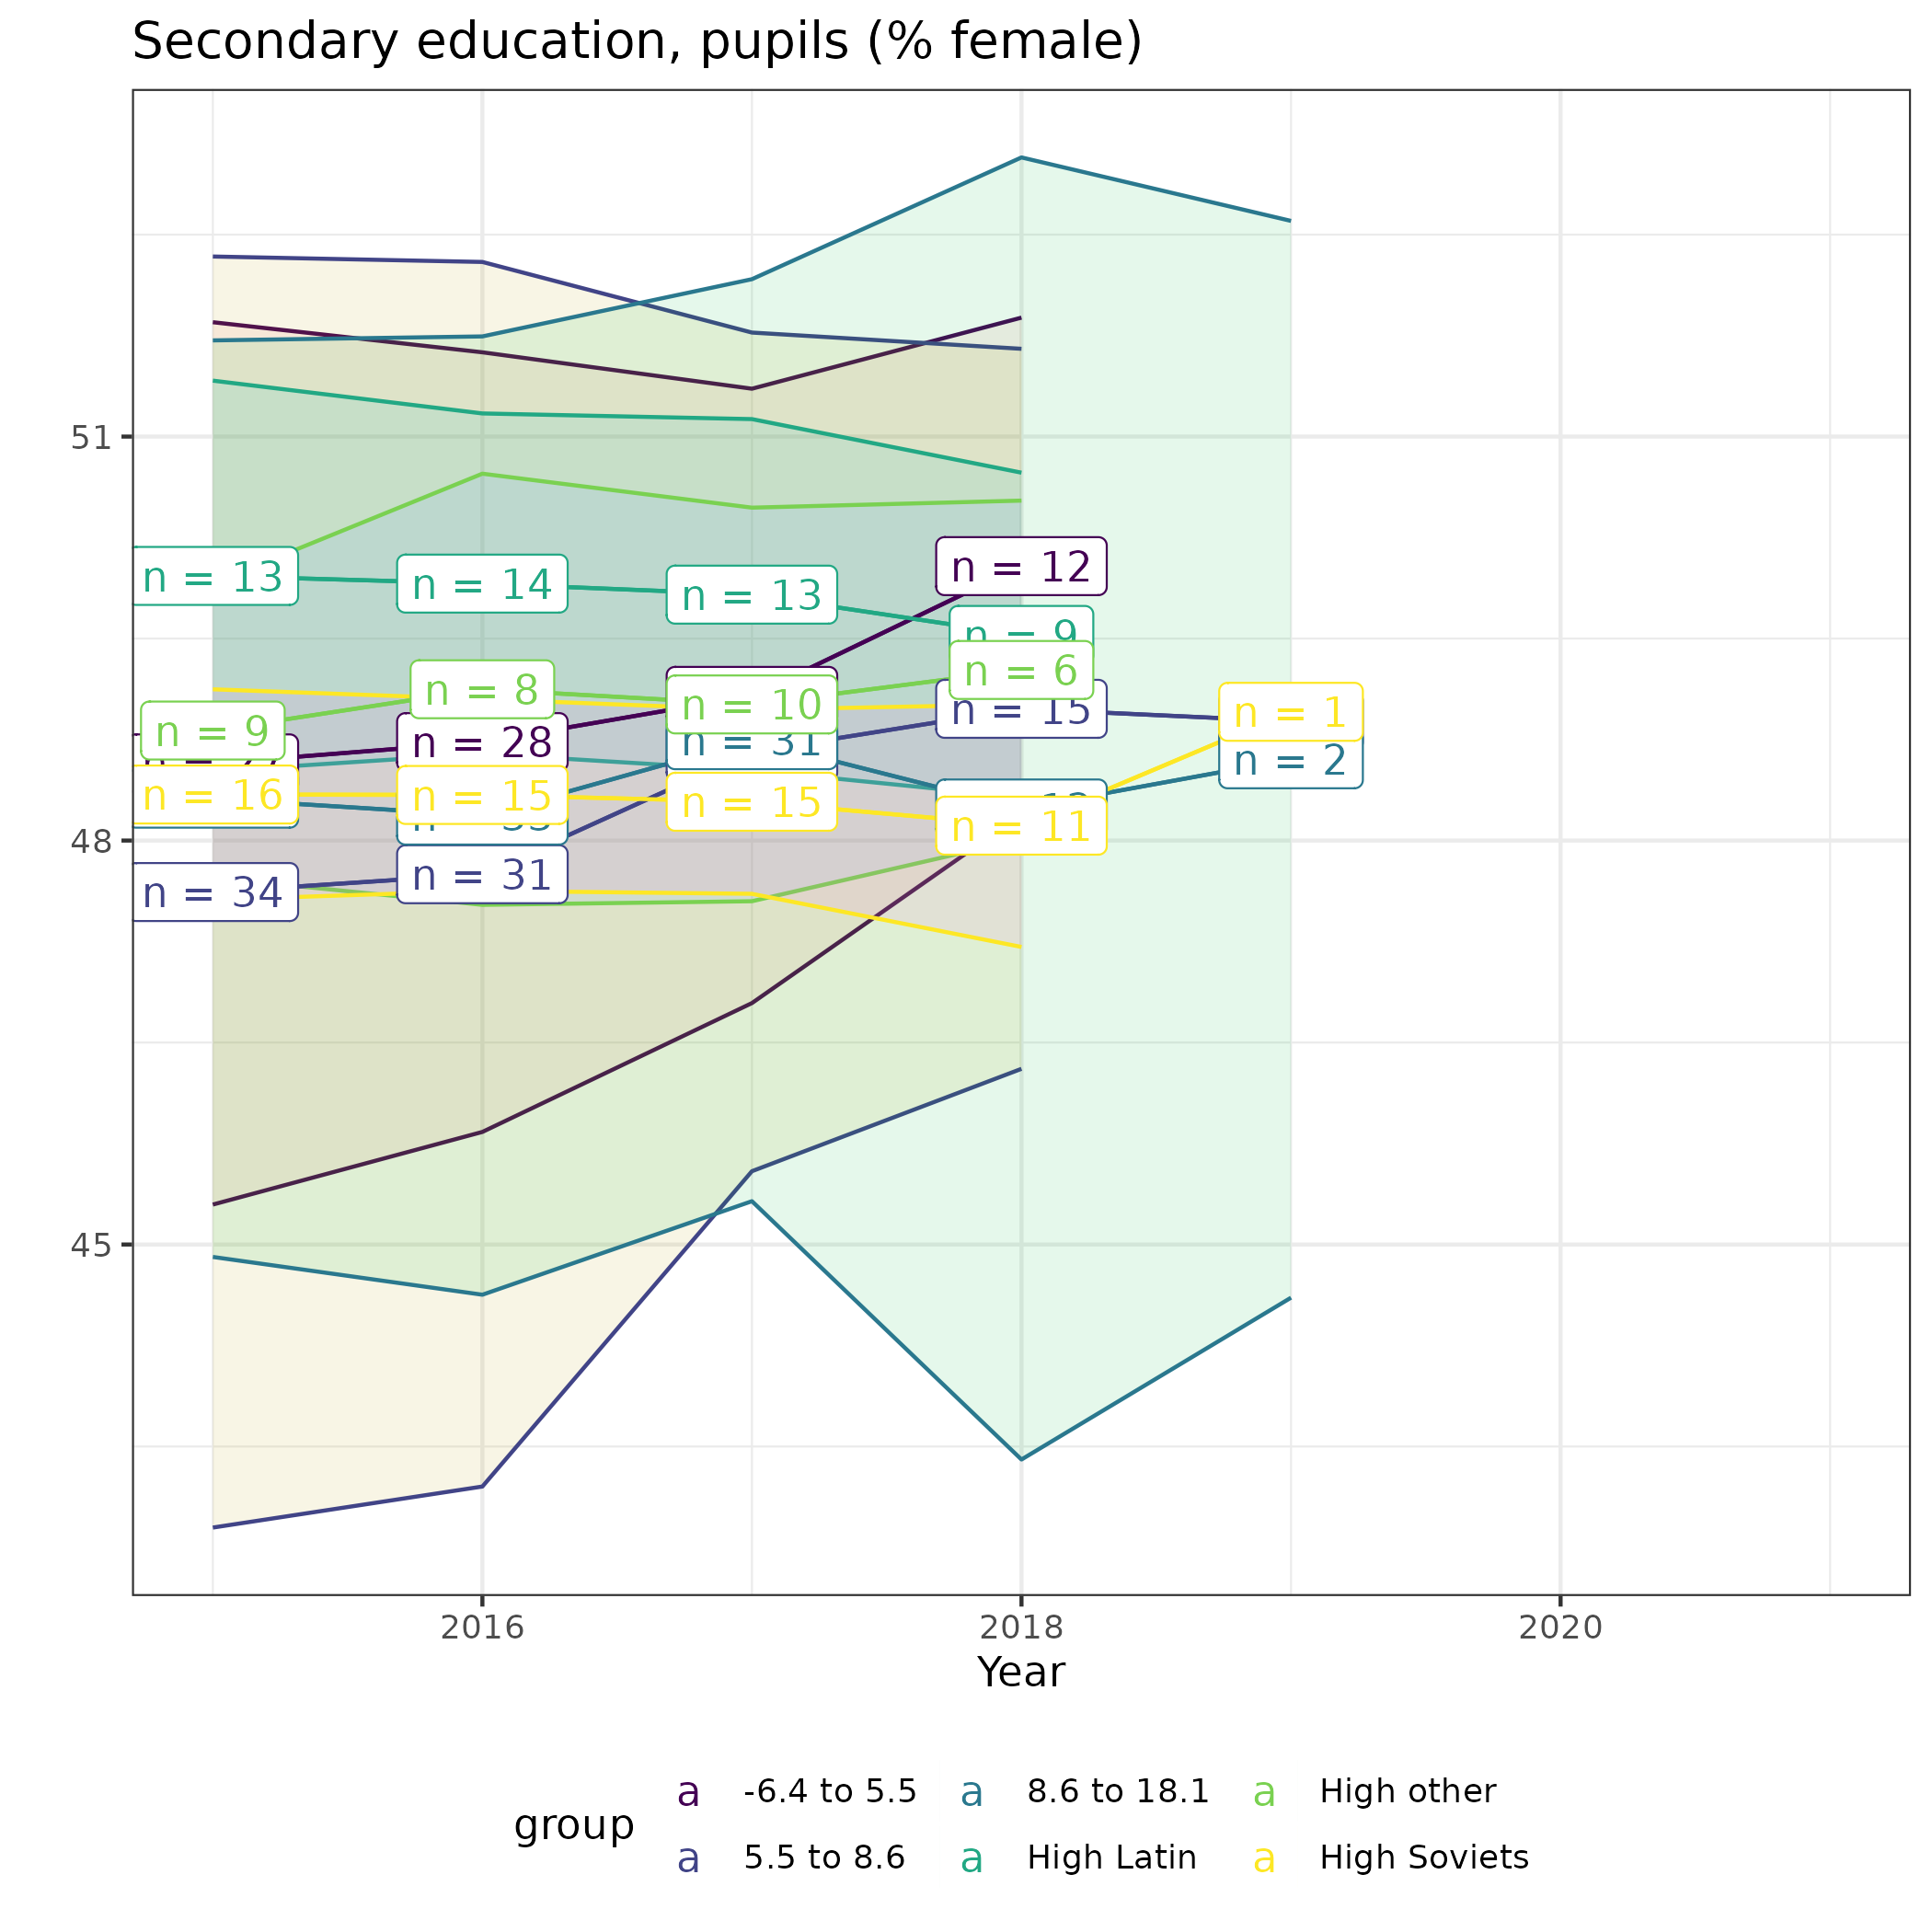 Secondary education, pupils (% female)
51
n = 12
n = 13
n = 14
n = 13
n = 9
n = 6
n = 8
n = 10
n = 15
n = 1
n = 9
n = 28
n = 31
n = 2
n = 16
n = 15
n = 15
n = 11
48
n = 34
n = 31
45
2016
2018
2020
Year
group
a -6.4 to 5.5
a 8.6 to 18.1
a High other
a 5.5 to 8.6
a High Latin
a High Soviets